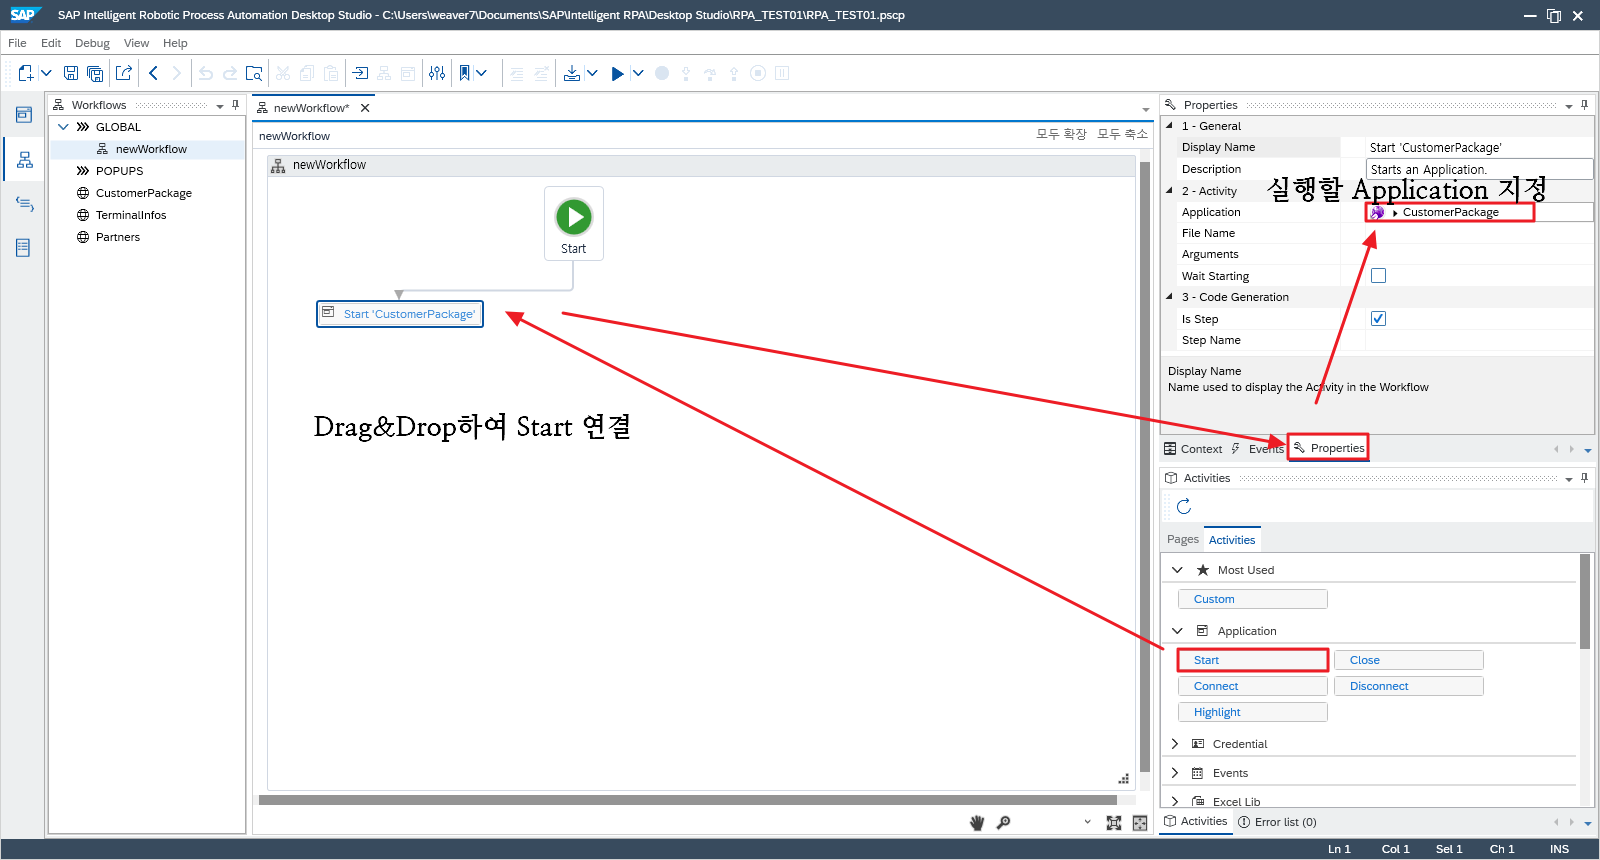 SAP SAP Intelligent Robotic Process Automation Desktop Studio - C:\Users\weaver7\Documents\SAP\Intelligent RPA\Desktop Studio\RPA_TEST01\RPA_TEST01.pscp
File Edit Debug View Help
Workflows
GLOBAL
newWorkflow
POPUPS
CustomerPackage
TerminalInfos
Partners
newWorkflow*
newWorkflow 모두 확장 모두 축소
newWorkflow
Start
Start 'CustomerPackage'
Drag&Drop하여 Start 연결
Properties
1 - General
Display Name Start 'CustomerPackage'
Description Starts an Application.
2 - Activity
실행할 Application 지정
Application CustomerPackage
File Name
Arguments
Wait Starting
3 - Code Generation
Is Step
Step Name
Display Name
Name used to display the Activity in the Workflow
Context Events Properties
Activities
Pages Activities
Most Used
Custom
Application
Start Close
Connect Disconnect
Highlight
Credential
Events
Excel Lib
Activities Error list (0)
Ln 1 Col 1 Sel 1 Ch 1 INS